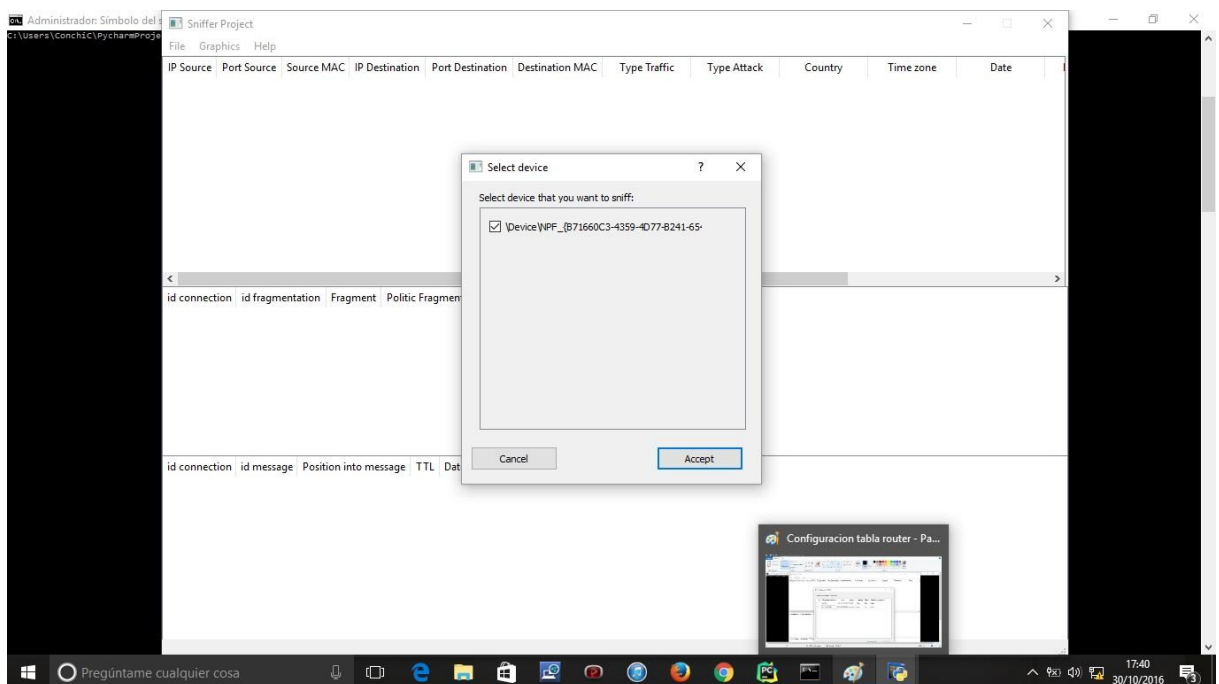 Administrador: Símbolo del s
C:\Users\ConchiC\PycharmProje
Sniffer Project
File Graphics Help
IP Source Port Source Source MAC IP Destination Port Destination Destination MAC Type Traffic Type Attack Country Time zone Date
Select device
Select device that you want to sniff:
\Device\NPF_{B71660C3-4359-4D77-B241-65
Cancel Accept
id connection id fragmentation Fragment Politic Fragmen
id connection id message Position into message TTL Dat
Configuracion tabla router - Pa...
Pregúntame cualquier cosa
17:40
30/10/2016
3